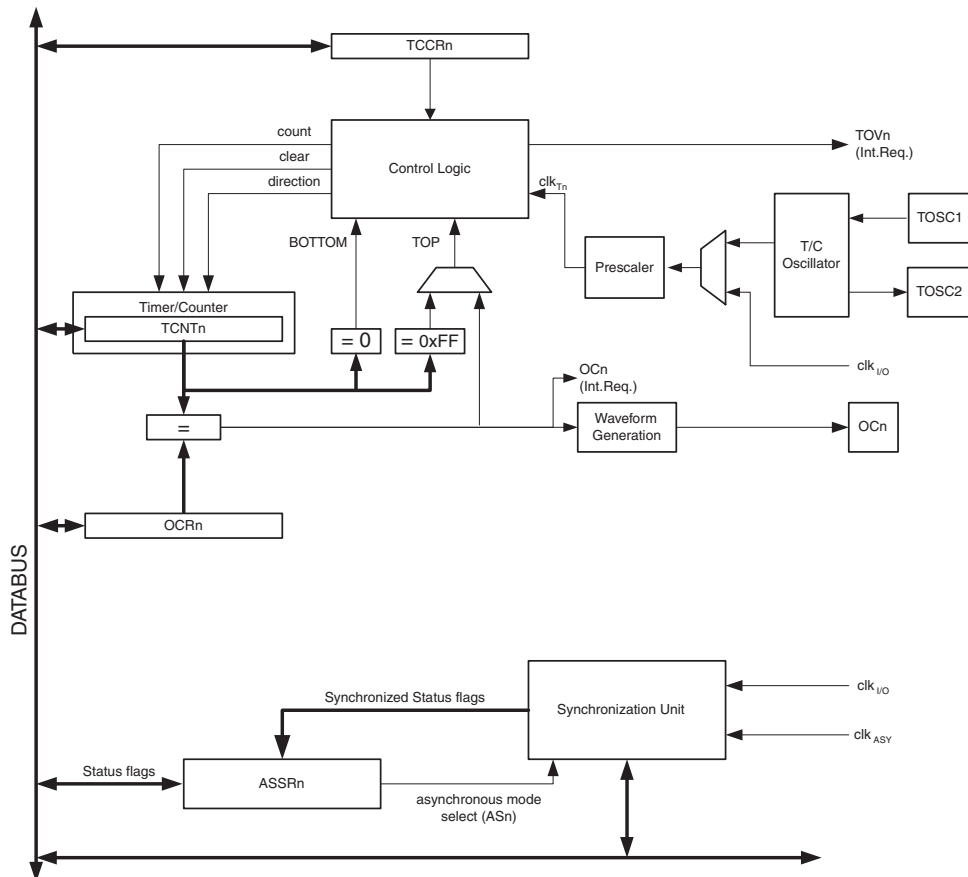 TCCRn
count
clear
direction
Control Logic
TOVn
(Int.Req.)
clkTn
BOTTOM
TOP
Prescaler
T/C
Oscillator
TOSC1
TOSC2
Timer/Counter
TCNTn
= 0
= 0xFF
clkI/O
OCn
(Int.Req.)
=
Waveform
Generation
OCn
OCRn
DATABUS
Synchronized Status flags
Synchronization Unit
clkI/O
clkASY
Status flags
ASSRn
asynchronous mode
select (ASn)